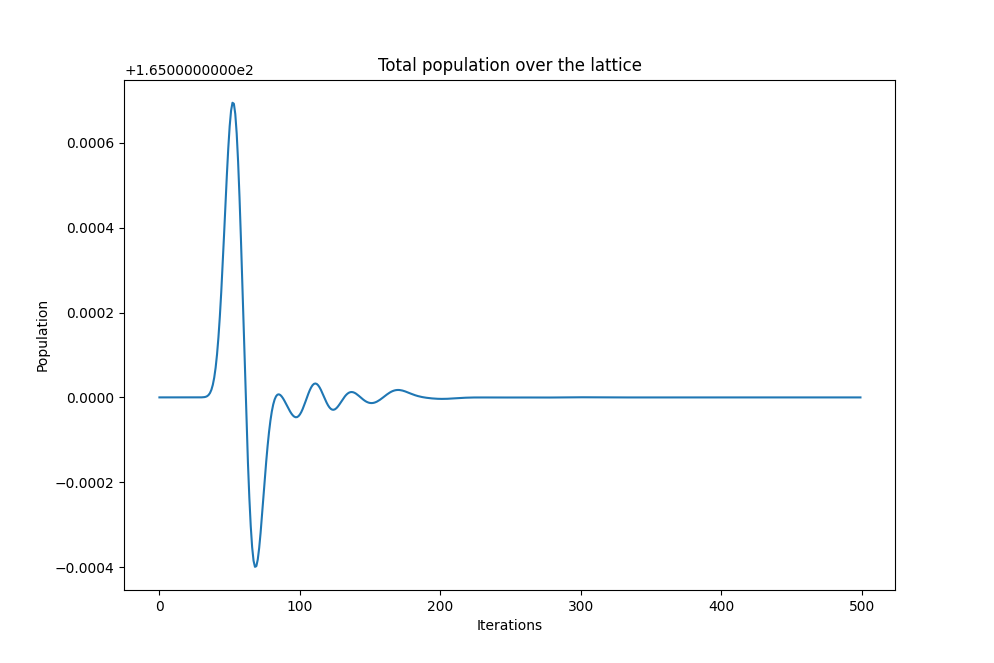 Total population over the lattice
+1.6500000000e2
0.0006
0.0004
0.0002
0.0000
−0.0002
−0.0004
Population
0 100 200 300 400 500
Iterations